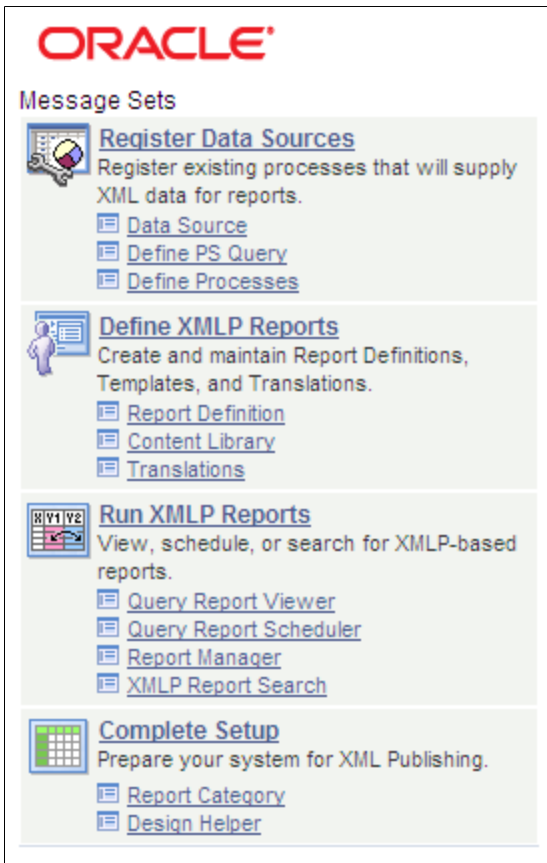 ORACLE
Message Sets
Register Data Sources
Register existing processes that will supply
XML data for reports.
Data Source
Define PS Query
Define Processes
Define XMLP Reports
Create and maintain Report Definitions,
Templates, and Translations.
Report Definition
Content Library
Translations
X Y1 Y2
Run XMLP Reports
View, schedule, or search for XMLP-based
reports.
Query Report Viewer
Query Report Scheduler
Report Manager
XMLP Report Search
Complete Setup
Prepare your system for XML Publishing.
Report Category
Design Helper